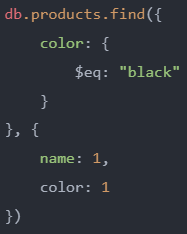 db.products.find({
    color: {
        $eq: "black"
    }
}, {
    name: 1,
    color: 1
})